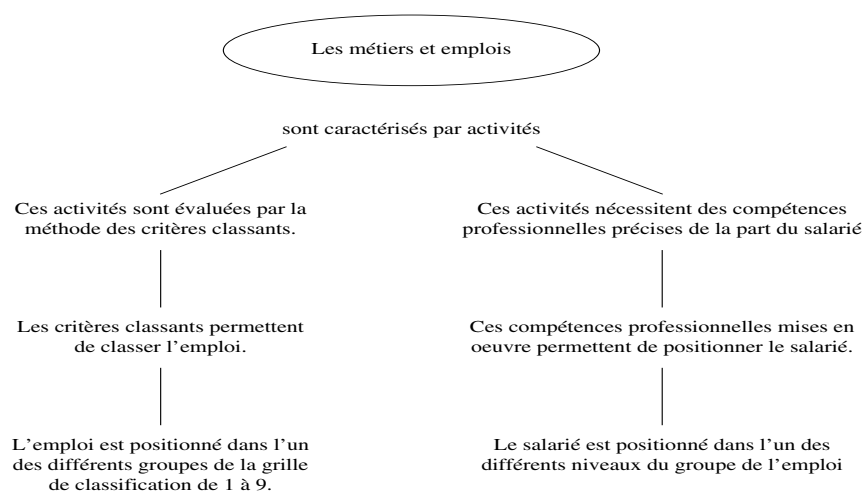 Les métiers et emplois
sont caractérisés par activités
Ces activités sont évaluées par la
méthode des critères classants.
Les critères classants permettent
de classer l'emploi.
L'emploi est positionné dans l'un
des différents groupes de la grille
de classification de 1 à 9.
Ces activités nécessitent des compétences
professionnelles précises de la part du salarié
Ces compétences professionnelles mises en
oeuvre permettent de positionner le salarié.
Le salarié est positionné dans l'un des
différents niveaux du groupe de l'emploi